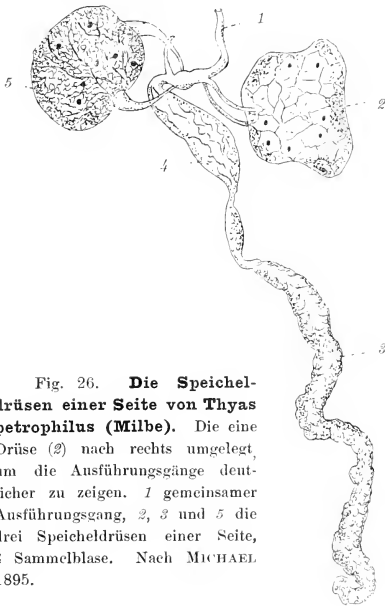 1
5
2
4
3
Fig. 26. Die Speichel-
drüsen einer Seite von Thyas
petrophilus (Milbe). Die eine
Drüse (2) nach rechts umgelegt,
um die Ausführungsgänge deut-
licher zu zeigen. 1 gemeinsamer
Ausführungsgang, 2, 3 und 5 die
drei Speicheldrüsen einer Seite,
4 Sammelblase. Nach MICHAEL
1895.